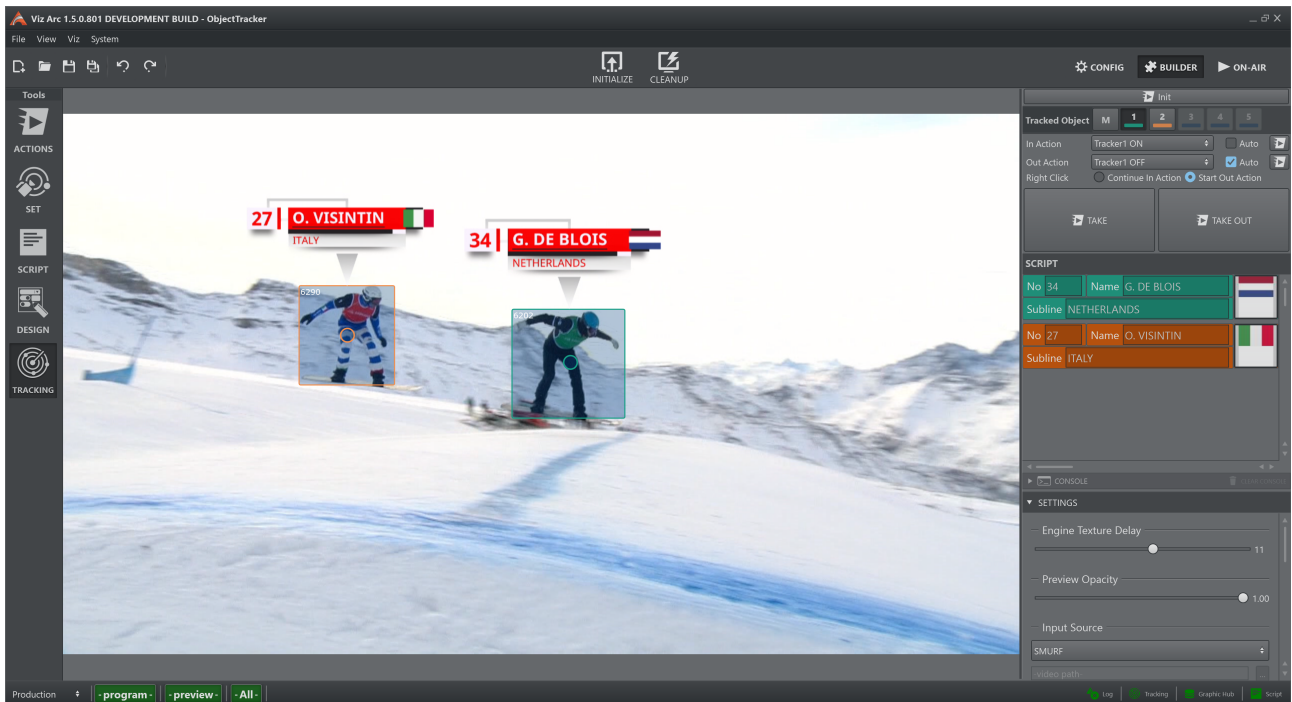 Viz Arc 1.5.0.801 DEVELOPMENT BUILD - ObjectTracker
File View Viz System
INITIALIZE CLEANUP
CONFIG BUILDER ON-AIR
Tools
ACTIONS
SET
SCRIPT
DESIGN
TRACKING
27 O. VISINTIN
ITALY
34 G. DE BLOIS
NETHERLANDS
6290
6202
Init
Tracked Object M 1 2 3 4 5
In Action Tracker1 ON Auto
Out Action Tracker1 OFF Auto
Right Click Continue In Action Start Out Action
TAKE TAKE OUT
SCRIPT
No 34 Name G. DE BLOIS
Subline NETHERLANDS
No 27 Name O. VISINTIN
Subline ITALY
CONSOLE
SETTINGS
Engine Texture Delay
11
Preview Opacity
1.00
Input Source
SMURF
-video path- ...
Production -program- -preview- -All- Log Tracking Graphic Hub Script